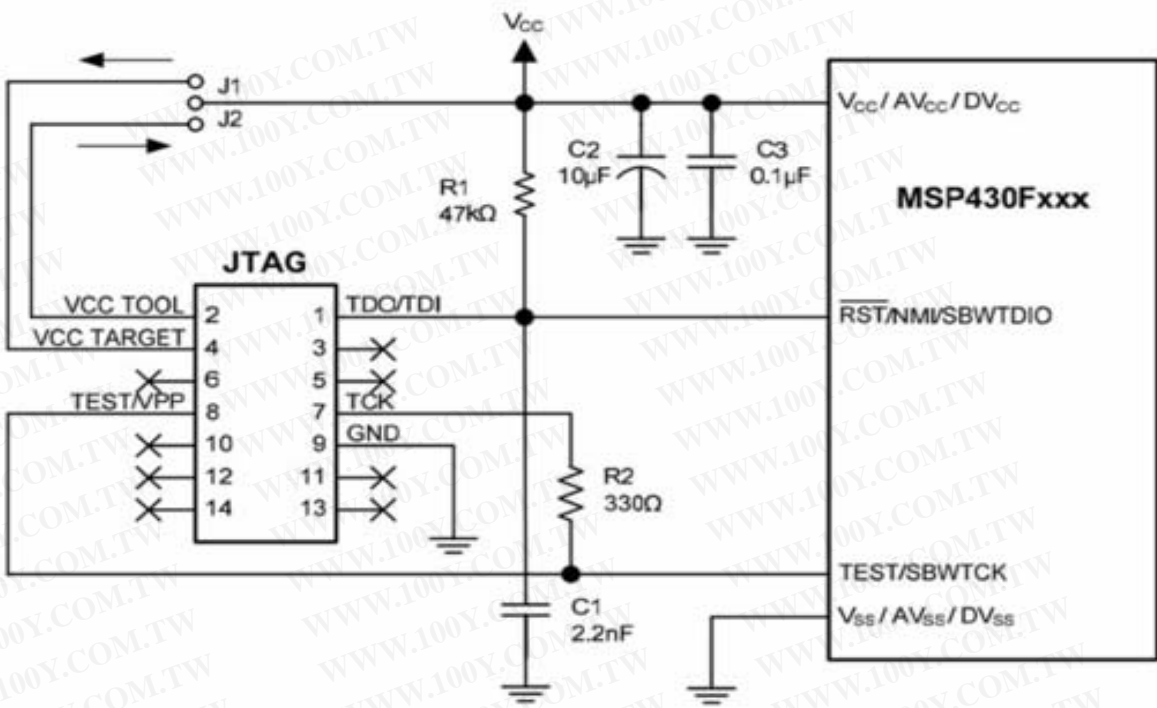 VCC
J1
J2
VCC / AVCC / DVCC
C2
10µF
C3
0.1µF
R1
47kΩ
MSP430Fxxx
JTAG
VCC TOOL 2 1 TDO/TDI
RST/NMI/SBWTDIO
VCC TARGET 4 3
6 5
TEST/VPP 8 7 TCK
10 9 GND
12 11
14 13
R2
330Ω
TEST/SBWTCK
C1
2.2nF
VSS / AVSS / DVSS
WWW.100Y.COM.TW